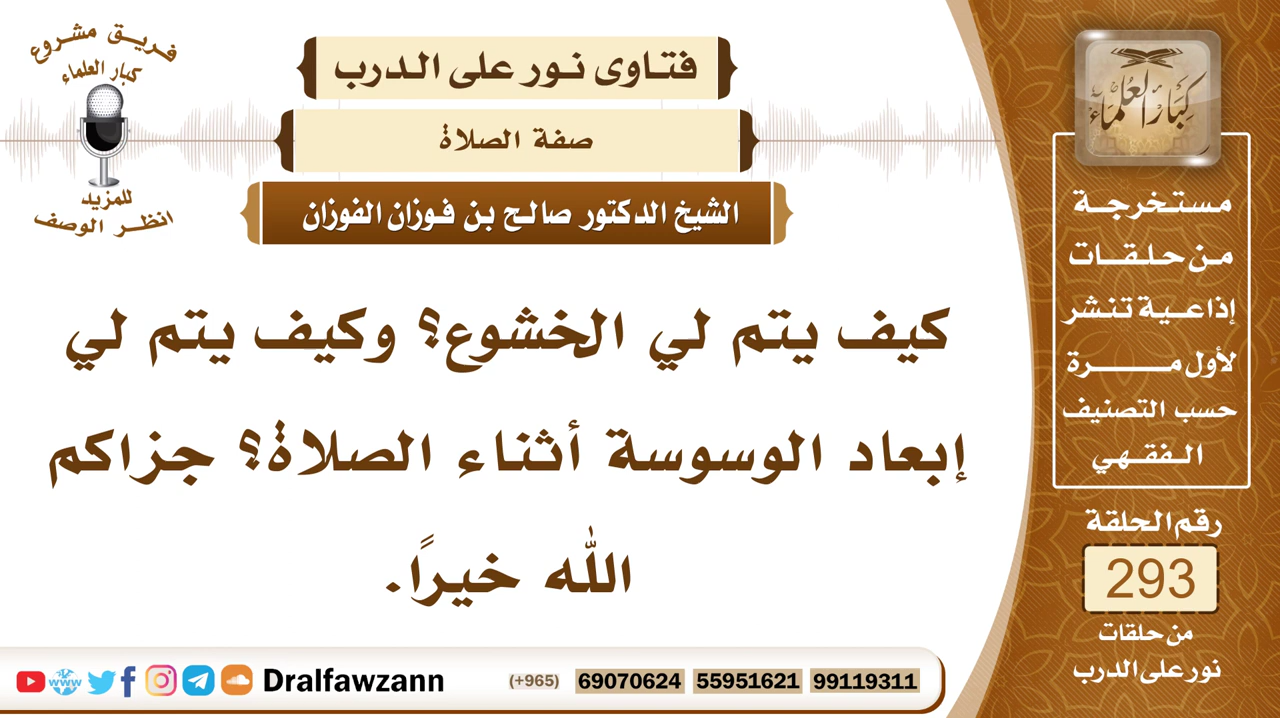 فريق مشروع
كبار العلماء
للمزيد
انظر الوصف
فتاوى نور على الدرب
صفة الصلاة
الشيخ الدكتور صالح بن فوزان الفوزان
كيف يتم لي الخشوع؟ وكيف يتم لي
إبعاد الوسوسة أثناء الصلاة؟ جزاكم
الله خيرًا.
كبار العلماء
مستخرجة
من حلقات
إذاعية تنشر
لأول مرة
حسب التصنيف
الفقهي
رقم الحلقة
293
من حلقات
نور على الدرب
www Dralfawzann (+965) 69070624 55951621 99119311